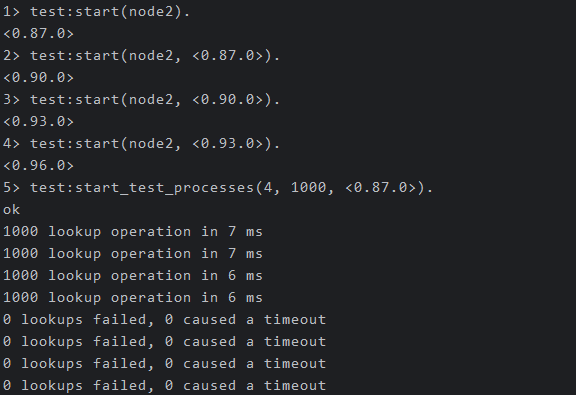 1> test:start(node2).
<0.87.0>
2> test:start(node2, <0.87.0>).
<0.90.0>
3> test:start(node2, <0.90.0>).
<0.93.0>
4> test:start(node2, <0.93.0>).
<0.96.0>
5> test:start_test_processes(4, 1000, <0.87.0>).
ok
1000 lookup operation in 7 ms
1000 lookup operation in 7 ms
1000 lookup operation in 6 ms
1000 lookup operation in 6 ms
0 lookups failed, 0 caused a timeout
0 lookups failed, 0 caused a timeout
0 lookups failed, 0 caused a timeout
0 lookups failed, 0 caused a timeout